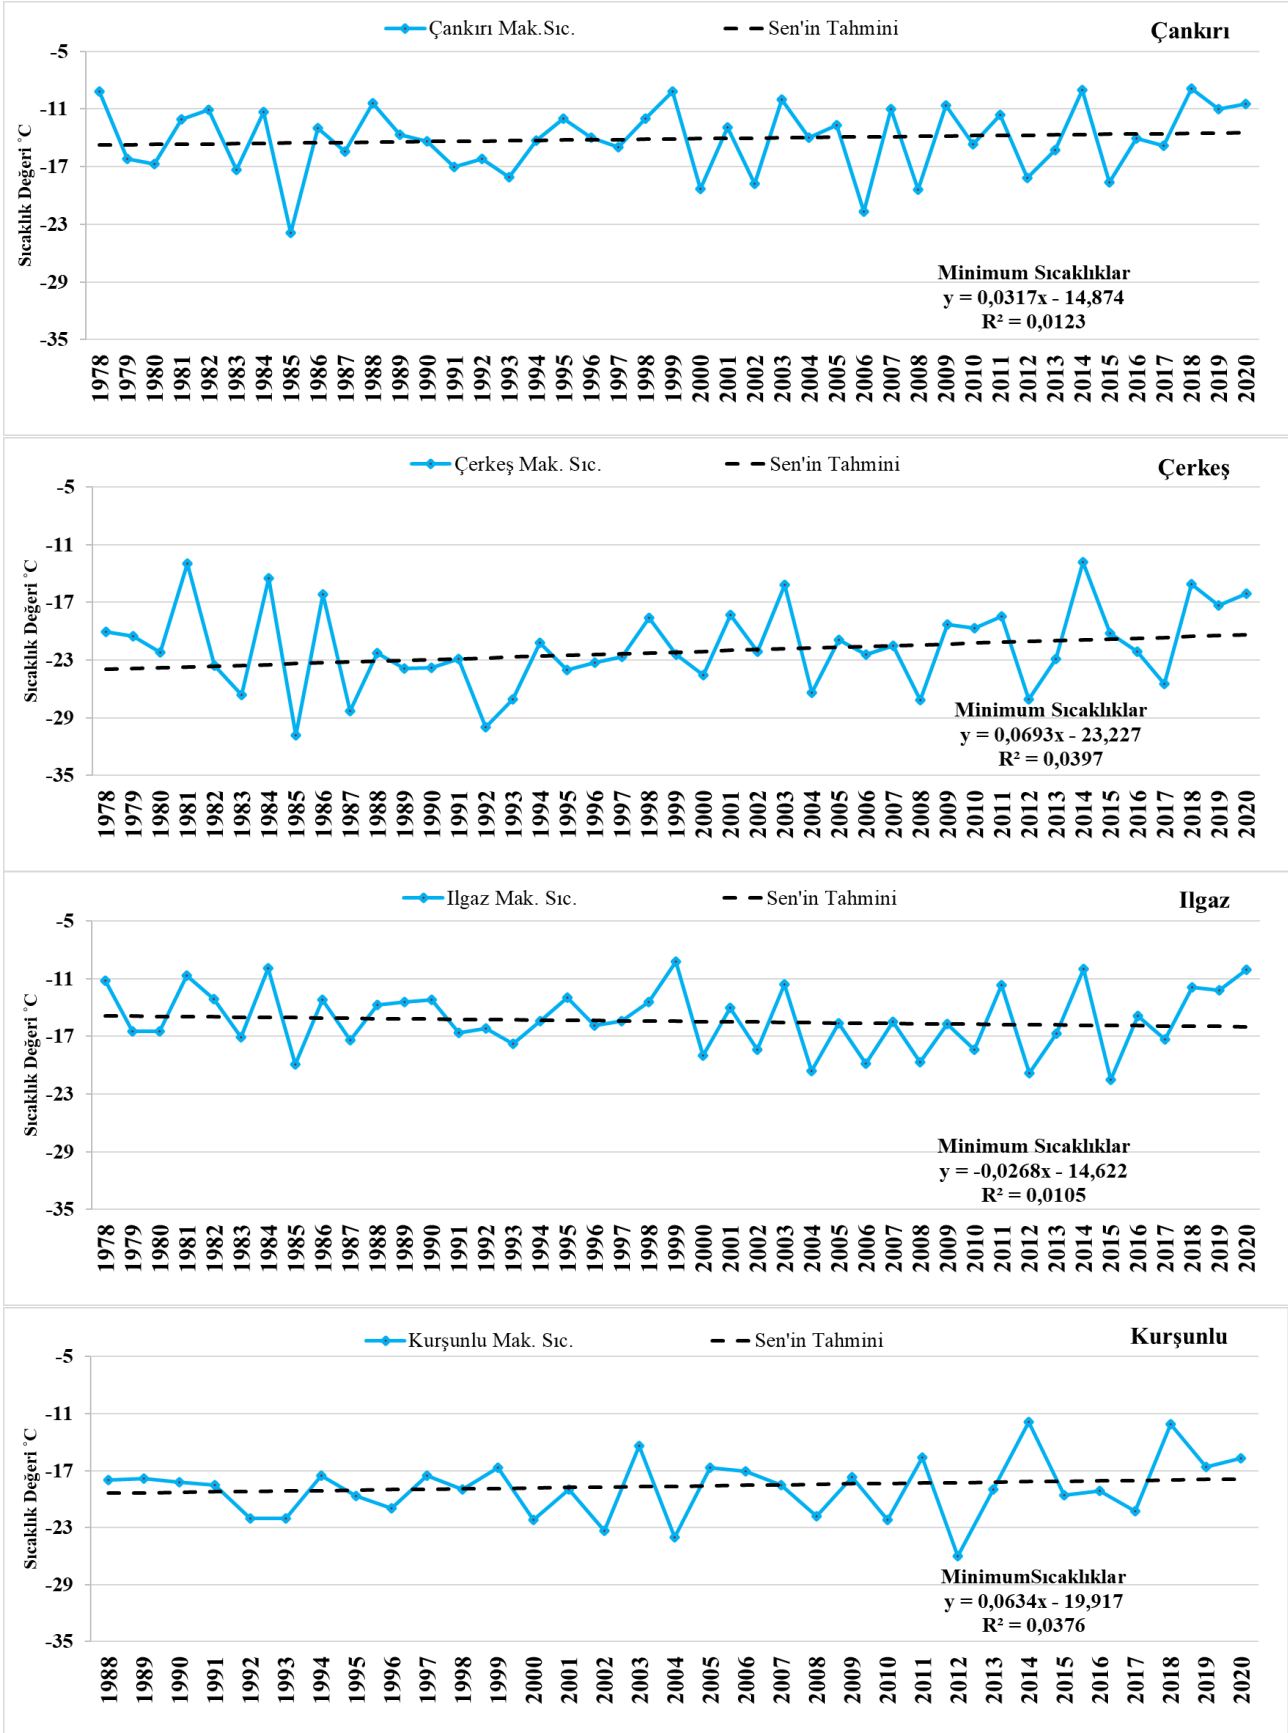 Çankırı Mak.Sıc.
Sen'in Tahmini
Çankırı
Sıcaklık Değeri ˚C
-5
-11
-17
-23
-29
-35
Minimum Sıcaklıklar
y = 0,0317x - 14,874
R² = 0,0123
1978 1979 1980 1981 1982 1983 1984 1985 1986 1987 1988 1989 1990 1991 1992 1993 1994 1995 1996 1997 1998 1999 2000 2001 2002 2003 2004 2005 2006 2007 2008 2009 2010 2011 2012 2013 2014 2015 2016 2017 2018 2019 2020
Çerkeş Mak. Sıc.
Sen'in Tahmini
Çerkeş
Sıcaklık Değeri ˚C
-5
-11
-17
-23
-29
-35
Minimum Sıcaklıklar
y = 0,0693x - 23,227
R² = 0,0397
1978 1979 1980 1981 1982 1983 1984 1985 1986 1987 1988 1989 1990 1991 1992 1993 1994 1995 1996 1997 1998 1999 2000 2001 2002 2003 2004 2005 2006 2007 2008 2009 2010 2011 2012 2013 2014 2015 2016 2017 2018 2019 2020
Ilgaz Mak. Sıc.
Sen'in Tahmini
Ilgaz
Sıcaklık Değeri ˚C
-5
-11
-17
-23
-29
-35
Minimum Sıcaklıklar
y = -0,0268x - 14,622
R² = 0,0105
1978 1979 1980 1981 1982 1983 1984 1985 1986 1987 1988 1989 1990 1991 1992 1993 1994 1995 1996 1997 1998 1999 2000 2001 2002 2003 2004 2005 2006 2007 2008 2009 2010 2011 2012 2013 2014 2015 2016 2017 2018 2019 2020
Kurşunlu Mak. Sıc.
Sen'in Tahmini
Kurşunlu
Sıcaklık Değeri ˚C
-5
-11
-17
-23
-29
-35
MinimumSıcaklıklar
y = 0,0634x - 19,917
R² = 0,0376
1988 1989 1990 1991 1992 1993 1994 1995 1996 1997 1998 1999 2000 2001 2002 2003 2004 2005 2006 2007 2008 2009 2010 2011 2012 2013 2014 2015 2016 2017 2018 2019 2020